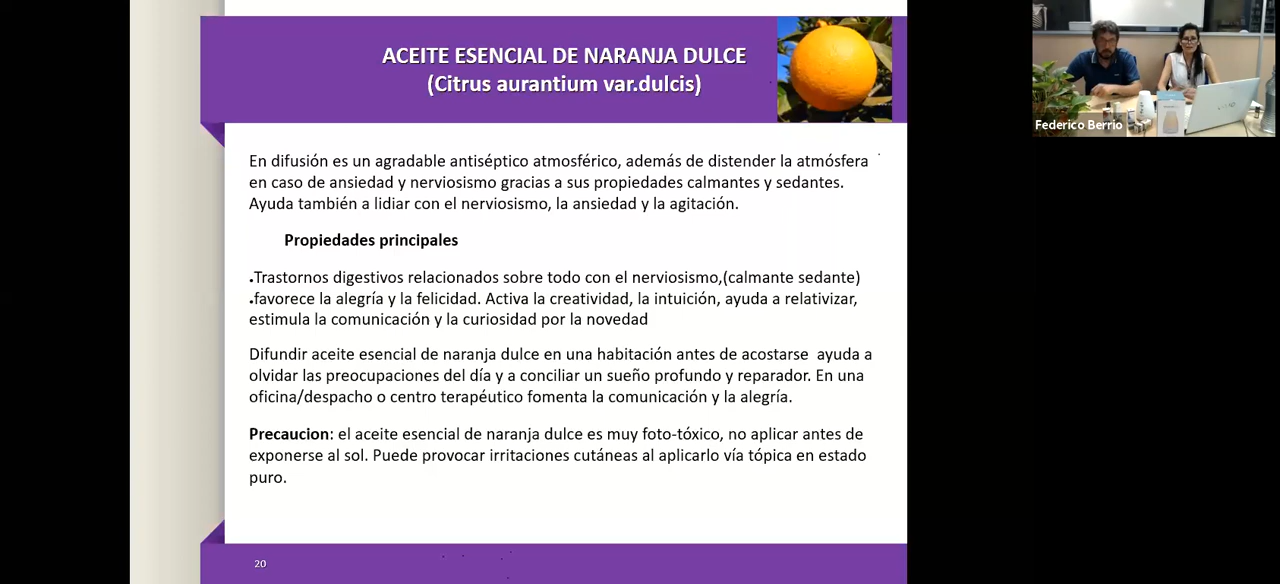 ACEITE ESENCIAL DE NARANJA DULCE
(Citrus aurantium var.dulcis)
Federico Berrio
En difusión es un agradable antiséptico atmosférico, además de distender la atmósfera
en caso de ansiedad y nerviosismo gracias a sus propiedades calmantes y sedantes.
Ayuda también a lidiar con el nerviosismo, la ansiedad y la agitación.
Propiedades principales
•Trastornos digestivos relacionados sobre todo con el nerviosismo,(calmante sedante)
•favorece la alegría y la felicidad. Activa la creatividad, la intuición, ayuda a relativizar,
estimula la comunicación y la curiosidad por la novedad
Difundir aceite esencial de naranja dulce en una habitación antes de acostarse ayuda a
olvidar las preocupaciones del día y a conciliar un sueño profundo y reparador. En una
oficina/despacho o centro terapéutico fomenta la comunicación y la alegría.
Precaucion: el aceite esencial de naranja dulce es muy foto-tóxico, no aplicar antes de
exponerse al sol. Puede provocar irritaciones cutáneas al aplicarlo vía tópica en estado
puro.
20